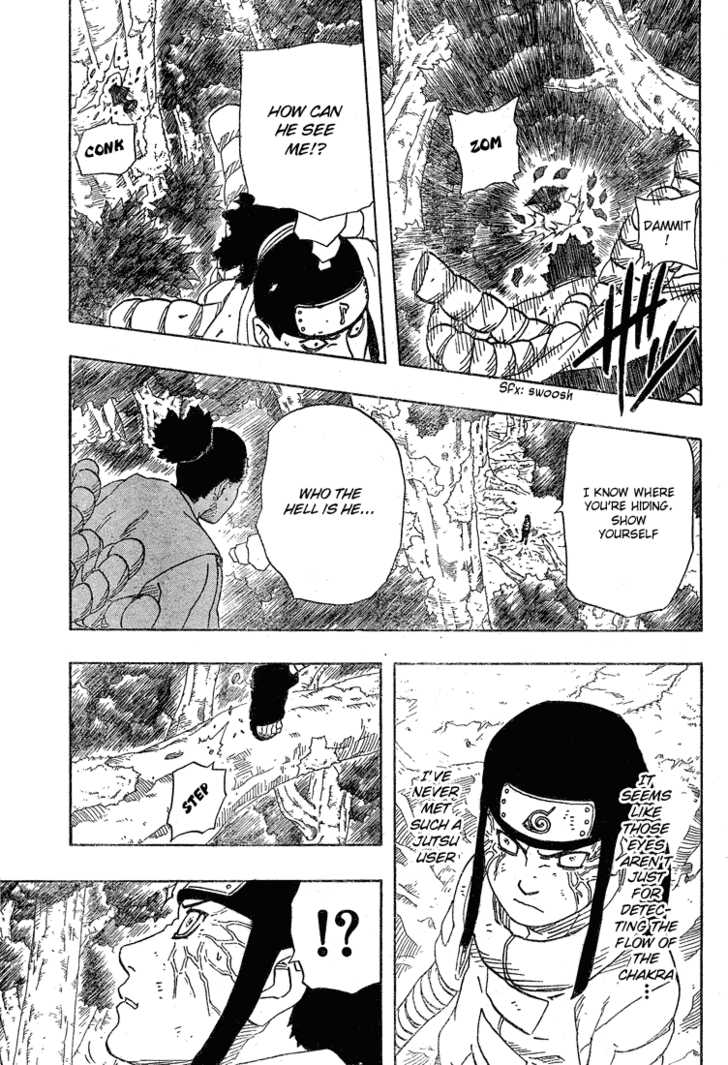 ZOM
DAMMIT
!
Sfx: swoosh
HOW CAN
HE SEE
ME!?
CONK
I KNOW WHERE
YOU'RE HIDING.
SHOW
YOURSELF
WHO THE
HELL IS HE...
IT
SEEMS
LIKE
THOSE
EYES
AREN'T
JUST
FOR
DETEC-
TING THE
FLOW OF
THE
CHAKRA
...
I'VE
NEVER
MET
SUCH A
JUTSU
USER
STEP
!?